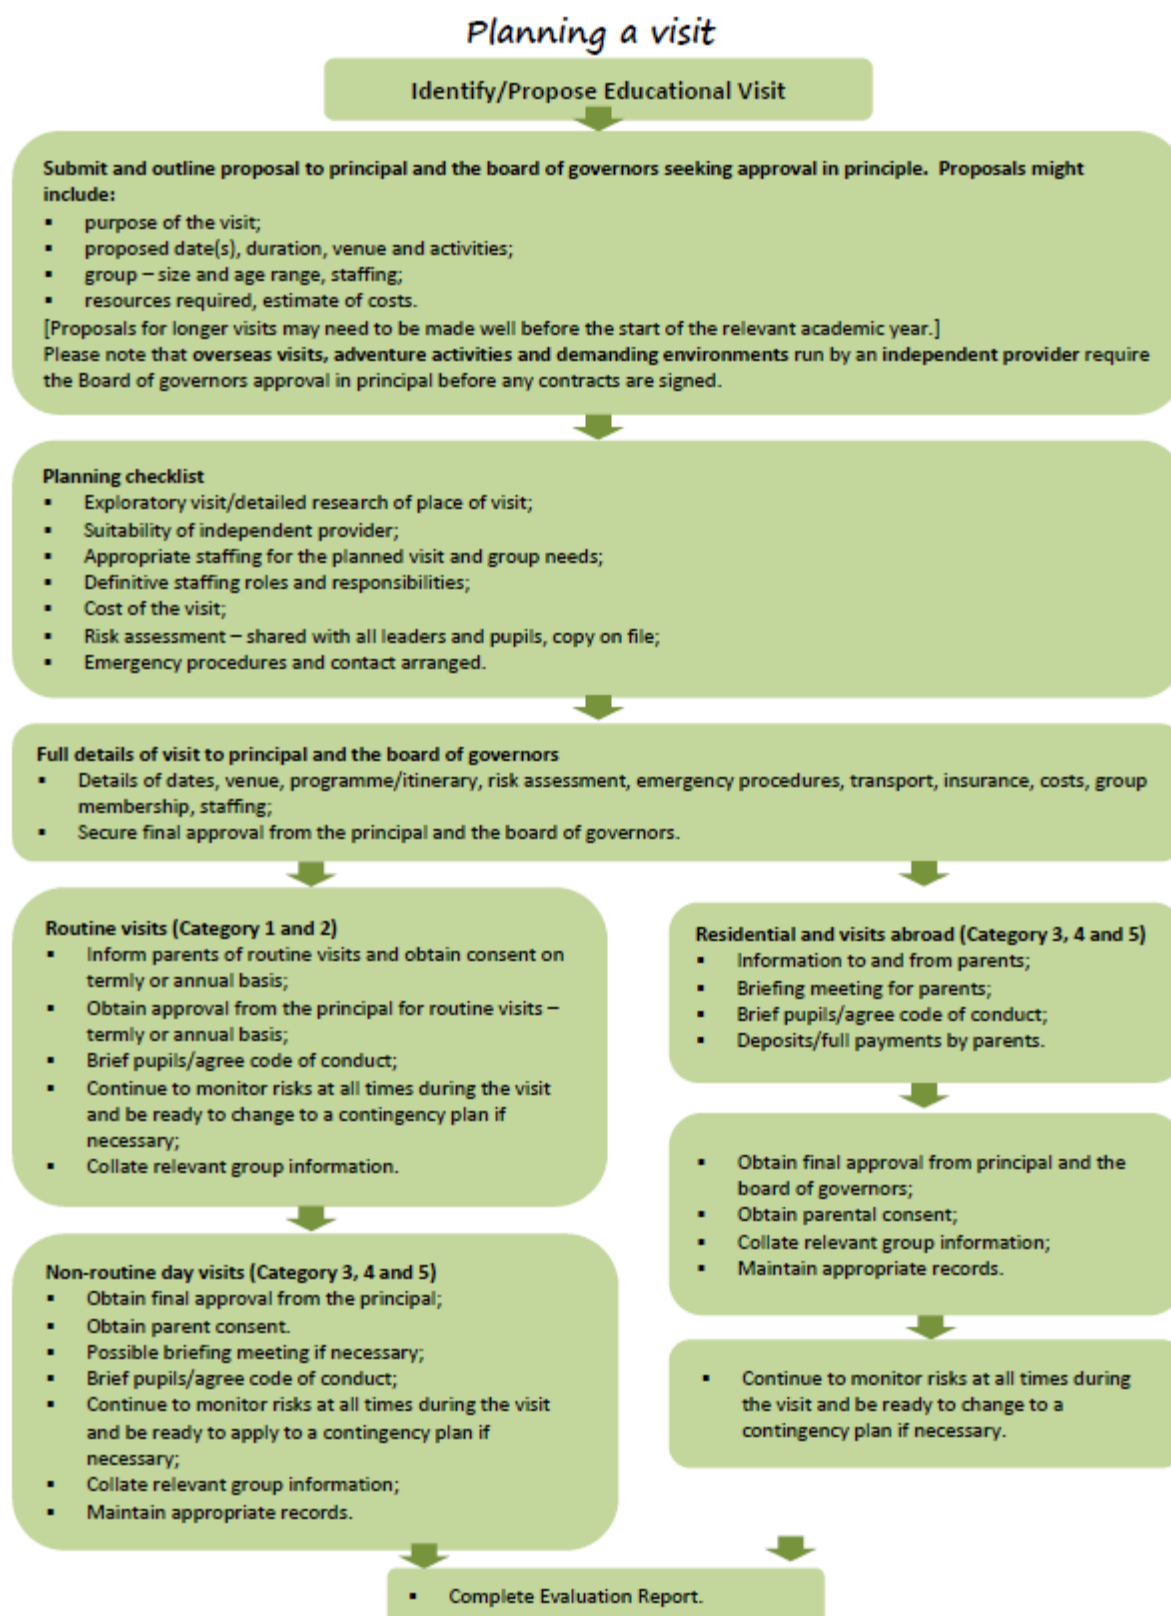 Planning a visit
Identify/Propose Educational Visit
Submit and outline proposal to principal and the board of governors seeking approval in principle.  Proposals might
include:
▪ purpose of the visit;
▪ proposed date(s), duration, venue and activities;
▪ group – size and age range, staffing;
▪ resources required, estimate of costs.
[Proposals for longer visits may need to be made well before the start of the relevant academic year.]
Please note that overseas visits, adventure activities and demanding environments run by an independent provider require
the Board of governors approval in principal before any contracts are signed.
Planning checklist
▪ Exploratory visit/detailed research of place of visit;
▪ Suitability of independent provider;
▪ Appropriate staffing for the planned visit and group needs;
▪ Definitive staffing roles and responsibilities;
▪ Cost of the visit;
▪ Risk assessment – shared with all leaders and pupils, copy on file;
▪ Emergency procedures and contact arranged.
Full details of visit to principal and the board of governors
▪ Details of dates, venue, programme/itinerary, risk assessment, emergency procedures, transport, insurance, costs, group
membership, staffing;
▪ Secure final approval from the principal and the board of governors.
Routine visits (Category 1 and 2)
▪ Inform parents of routine visits and obtain consent on
termly or annual basis;
▪ Obtain approval from the principal for routine visits –
termly or annual basis;
▪ Brief pupils/agree code of conduct;
▪ Continue to monitor risks at all times during the visit
and be ready to change to a contingency plan if
necessary;
▪ Collate relevant group information.
Non-routine day visits (Category 3, 4 and 5)
▪ Obtain final approval from the principal;
▪ Obtain parent consent.
▪ Possible briefing meeting if necessary;
▪ Brief pupils/agree code of conduct;
▪ Continue to monitor risks at all times during the visit
and be ready to apply to a contingency plan if
necessary;
▪ Collate relevant group information;
▪ Maintain appropriate records.
Residential and visits abroad (Category 3, 4 and 5)
▪ Information to and from parents;
▪ Briefing meeting for parents;
▪ Brief pupils/agree code of conduct;
▪ Deposits/full payments by parents.
▪ Obtain final approval from principal and the
board of governors;
▪ Obtain parental consent;
▪ Collate relevant group information;
▪ Maintain appropriate records.
▪ Continue to monitor risks at all times during
the visit and be ready to change to a
contingency plan if necessary.
▪ Complete Evaluation Report.